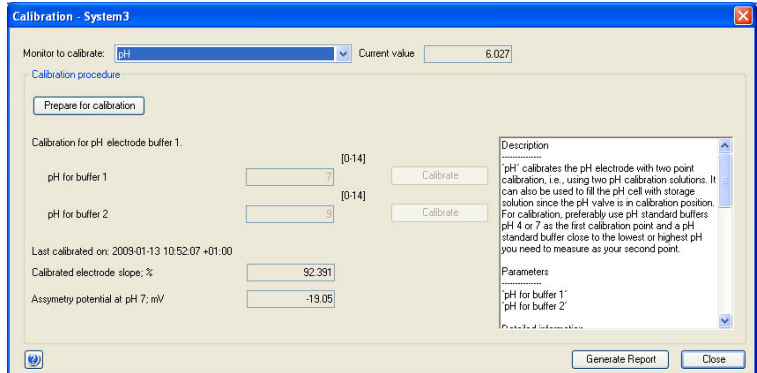 Calibration - System3
Monitor to calibrate: pH Current value 6.027
Calibration procedure
Prepare for calibration
Calibration for pH electrode buffer 1.
[0-14]
pH for buffer 1 7 Calibrate
[0-14]
pH for buffer 2 9 Calibrate
Last calibrated on: 2009-01-13 10:52:07 +01:00
Calibrated electrode slope; % 92.391
Assymetry potential at pH 7; mV -19.05
Description
---------------
'pH' calibrates the pH electrode with two point
calibration, i.e., using two pH calibration solutions. It
can also be used to fill the pH cell with storage
solution since the pH valve is in calibration position.
For calibration, preferably use pH standard buffers
pH 4 or 7 as the first calibration point and a pH
standard buffer close to the lowest or highest pH
you need to measure as your second point.
Parameters
---------------
'pH for buffer 1'
'pH for buffer 2'
Detailed information
Generate Report Close